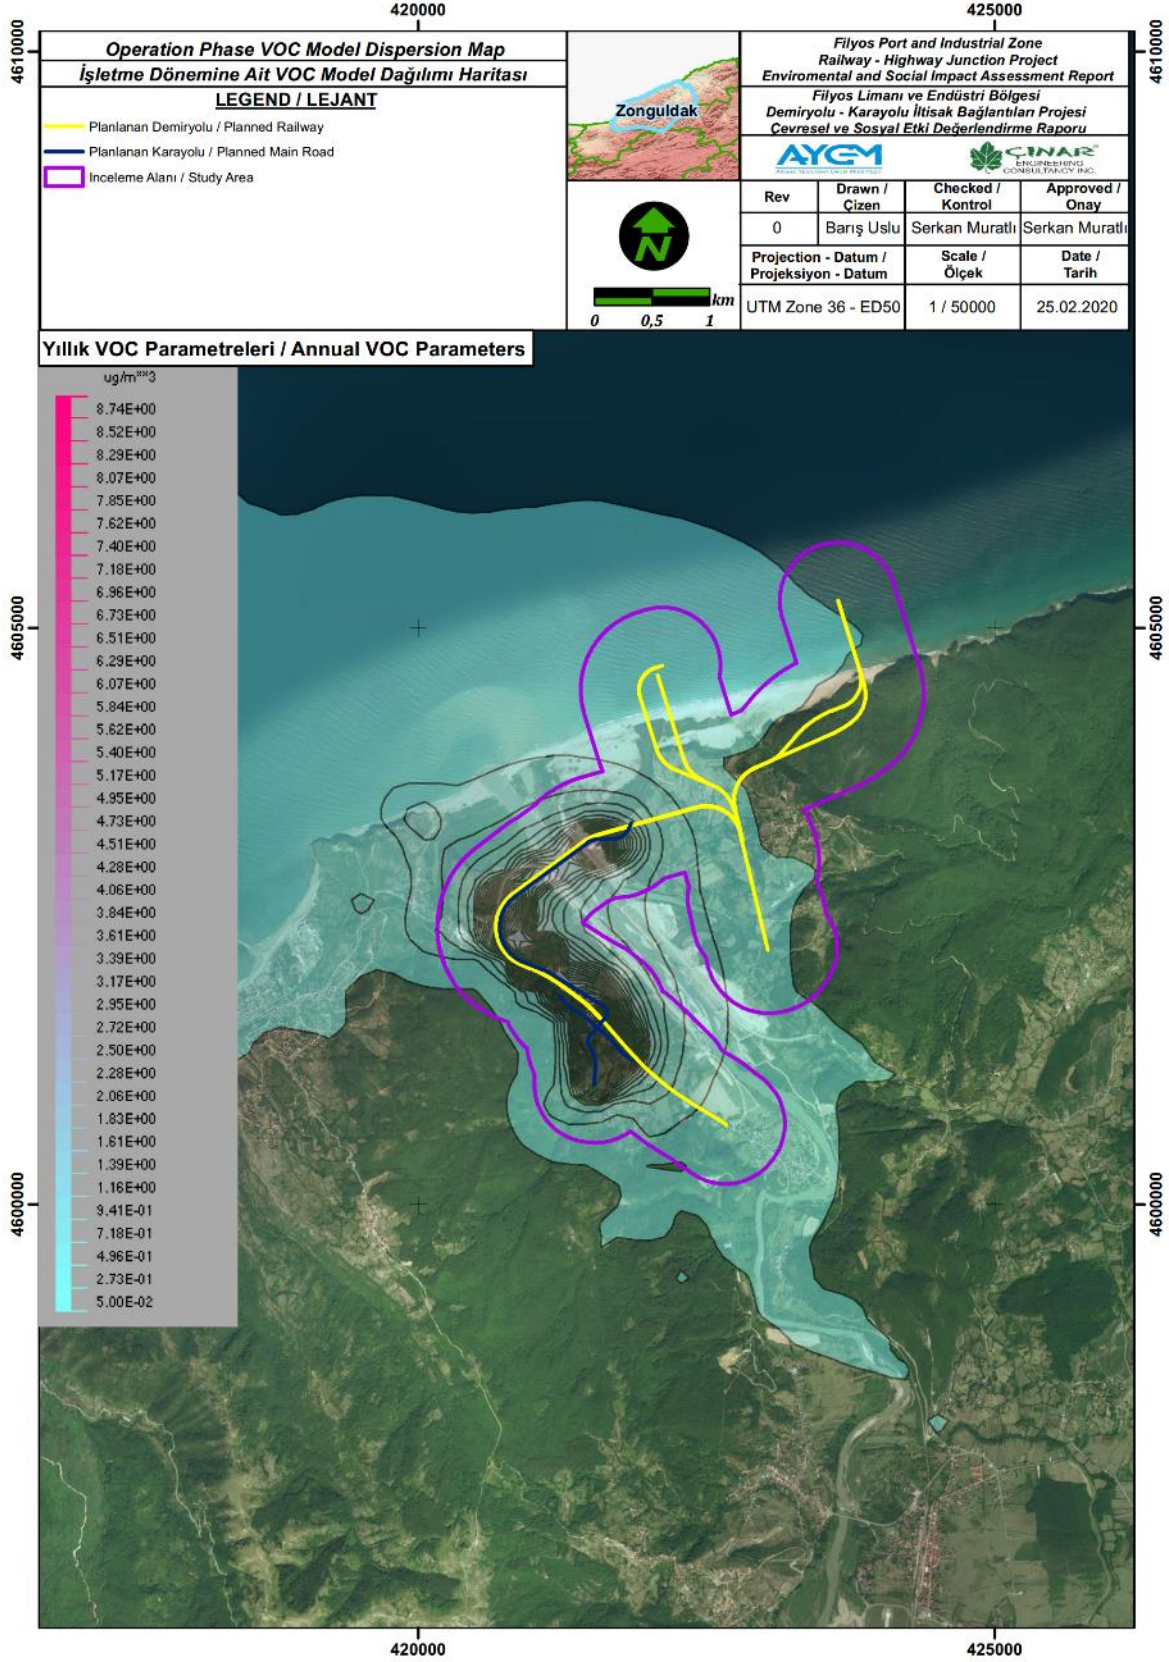 420000
425000
4610000
4610000
Operation Phase VOC Model Dispersion Map
İşletme Dönemine Ait VOC Model Dağılımı Haritası
LEGEND / LEJANT
Planlanan Demiryolu / Planned Railway
Planlanan Karayolu / Planned Main Road
İnceleme Alanı / Study Area
Zonguldak
N
km
0 0,5 1
Filyos Port and Industrial Zone
Railway - Highway Junction Project
Enviromental and Social Impact Assessment Report
Filyos Limanı ve Endüstri Bölgesi
Demiryolu - Karayolu İltisak Bağlantıları Projesi
Çevresel ve Sosyal Etki Değerlendirme Raporu
AYGM
ÇINAR
ENGINEERING
CONSULTANCY INC.
Rev
Drawn /
Çizen
Checked /
Kontrol
Approved /
Onay
0
Barış Uslu
Serkan Muratlı
Serkan Muratlı
Projection - Datum /
Projeksiyon - Datum
Scale /
Ölçek
Date /
Tarih
UTM Zone 36 - ED50
1 / 50000
25.02.2020
Yıllık VOC Parametreleri / Annual VOC Parameters
ug/m**3
8.74E+00
8.52E+00
8.29E+00
8.07E+00
7.85E+00
7.62E+00
7.40E+00
7.18E+00
6.96E+00
6.73E+00
6.51E+00
6.29E+00
6.07E+00
5.84E+00
5.62E+00
5.40E+00
5.17E+00
4.95E+00
4.73E+00
4.51E+00
4.28E+00
4.06E+00
3.84E+00
3.61E+00
3.39E+00
3.17E+00
2.95E+00
2.72E+00
2.50E+00
2.28E+00
2.06E+00
1.83E+00
1.61E+00
1.39E+00
1.16E+00
9.41E-01
7.18E-01
4.96E-01
2.73E-01
5.00E-02
4605000
4605000
4600000
4600000
420000
425000